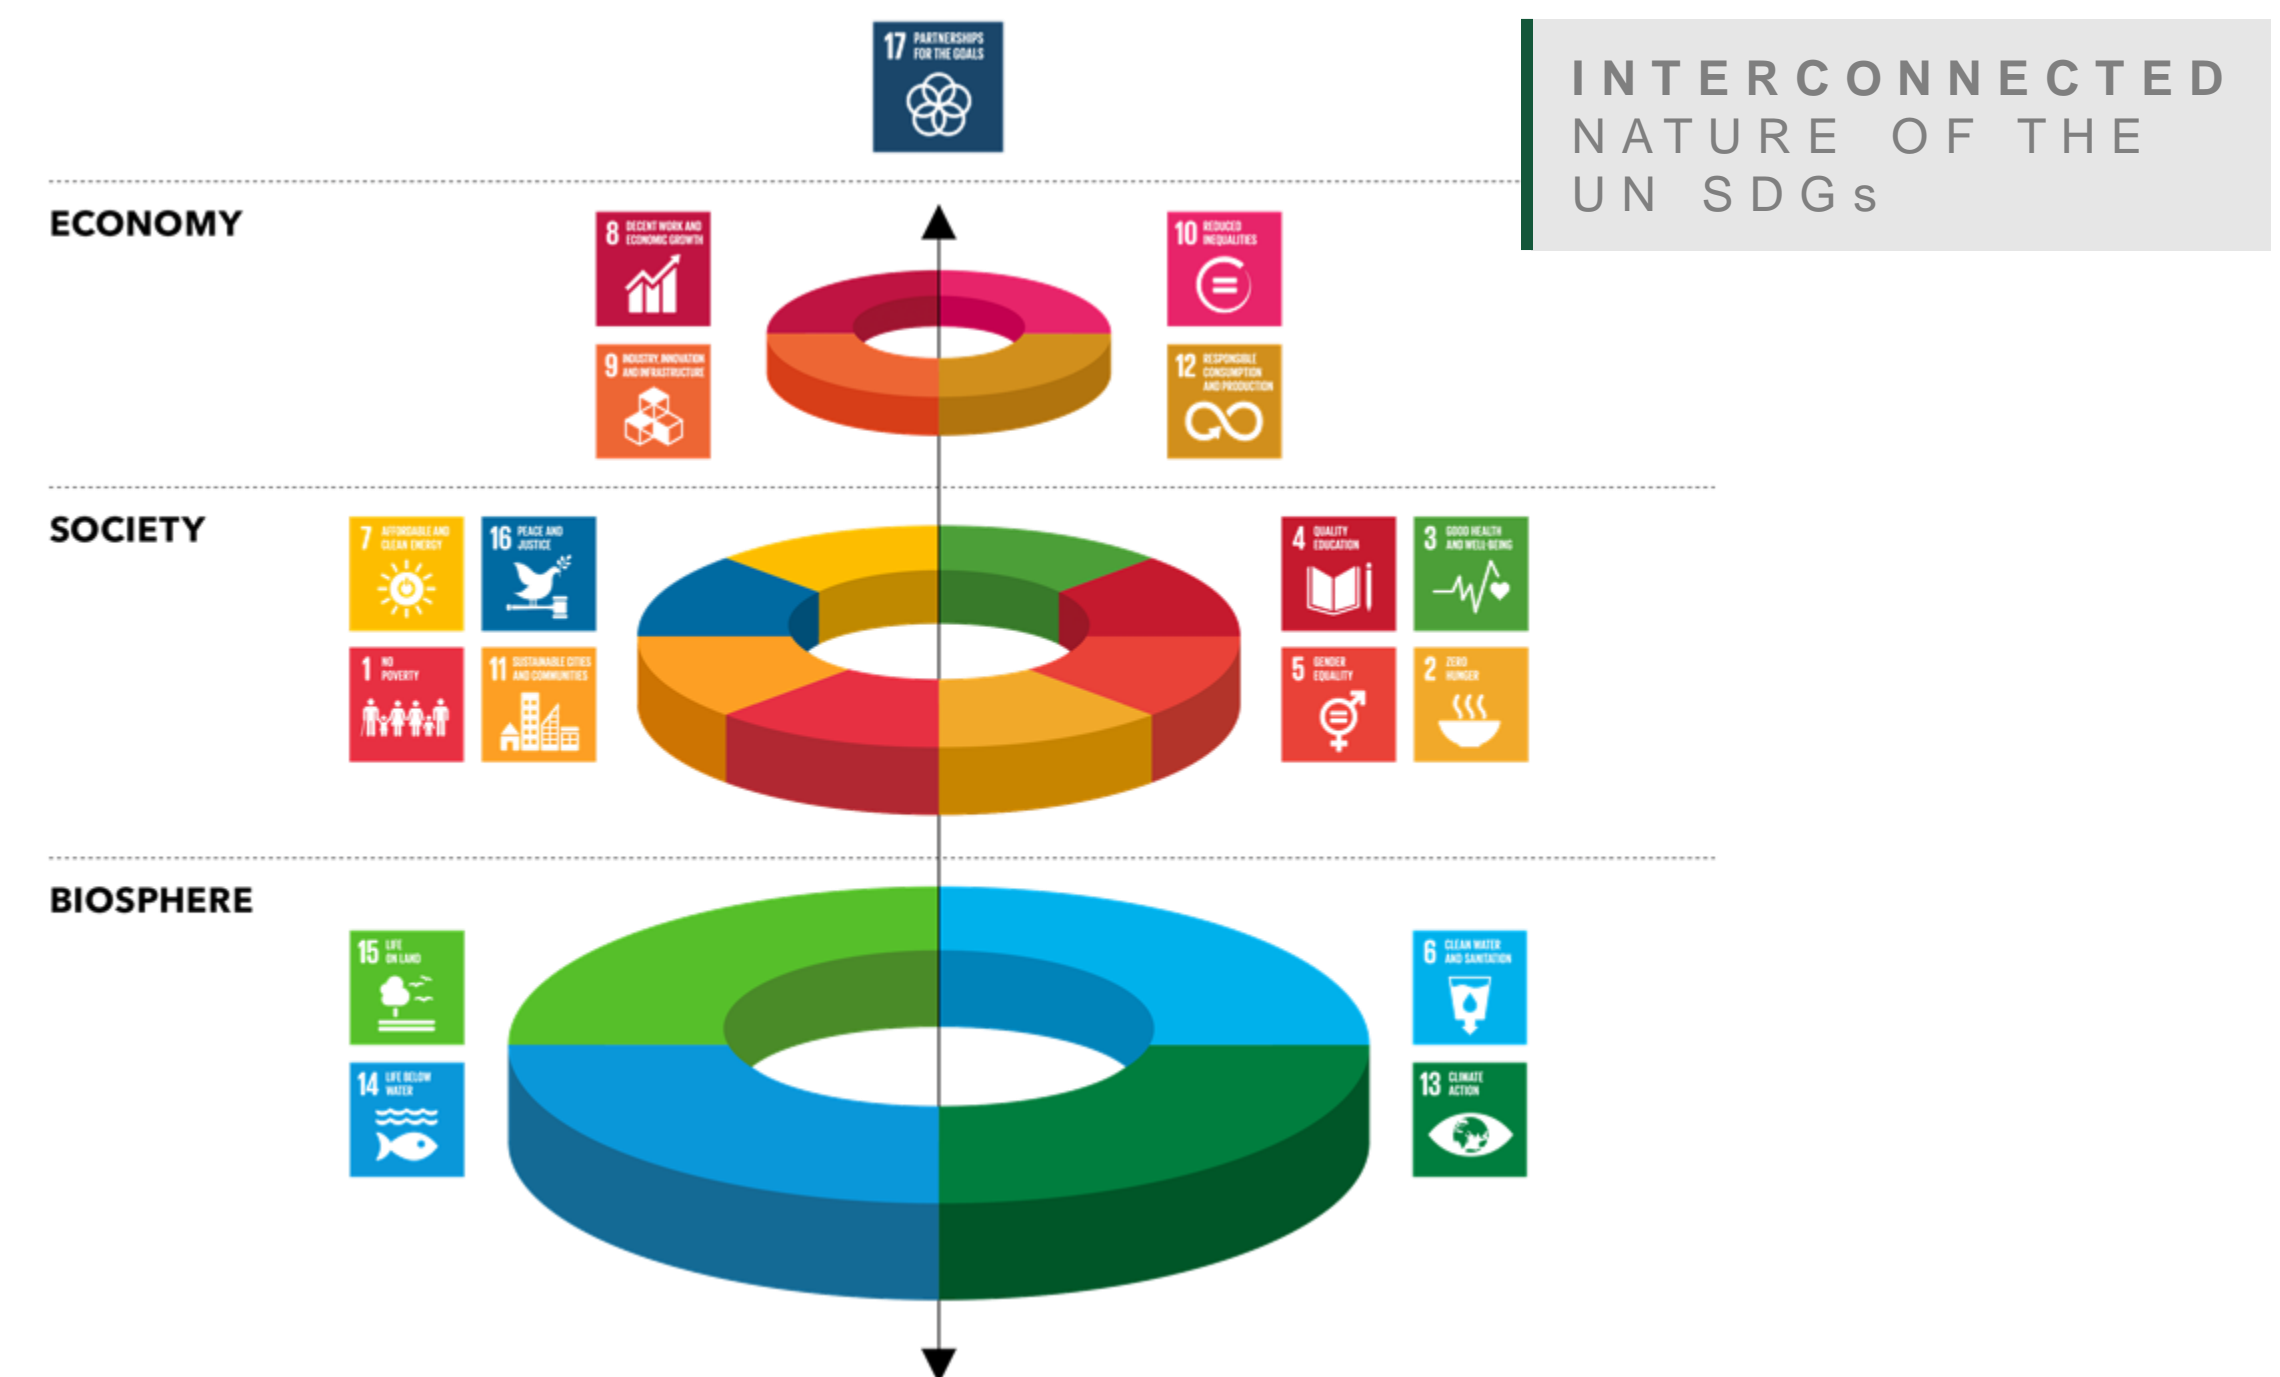 17 PARTNERSHIPS
FOR THE GOALS
INTERCONNECTED
NATURE OF THE
UN SDGs
ECONOMY
8 DECENT WORK AND
ECONOMIC GROWTH
10 REDUCED
INEQUALITIES
9 INDUSTRY, INNOVATION
AND INFRASTRUCTURE
12 RESPONSIBLE
CONSUMPTION
AND PRODUCTION
SOCIETY
7 AFFORDABLE AND
CLEAN ENERGY
16 PEACE AND
JUSTICE
4 QUALITY
EDUCATION
3 GOOD HEALTH
AND WELL-BEING
1 NO
POVERTY
11 SUSTAINABLE CITIES
AND COMMUNITIES
5 GENDER
EQUALITY
2 ZERO
HUNGER
BIOSPHERE
15 LIFE
ON LAND
6 CLEAN WATER
AND SANITATION
14 LIFE BELOW
WATER
13 CLIMATE
ACTION